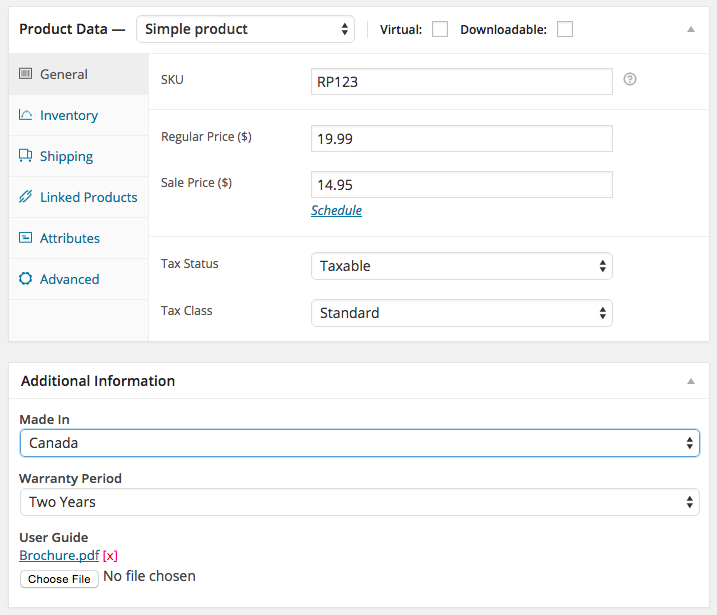 Product Data — Simple product Virtual: Downloadable:
General
SKU RP123
Inventory
Regular Price ($) 19.99
Shipping
Sale Price ($) 14.95
Linked Products
Schedule
Attributes
Tax Status Taxable
Advanced
Tax Class Standard
Additional Information
Made In
Canada
Warranty Period
Two Years
User Guide
Brochure.pdf [x]
Choose File No file chosen